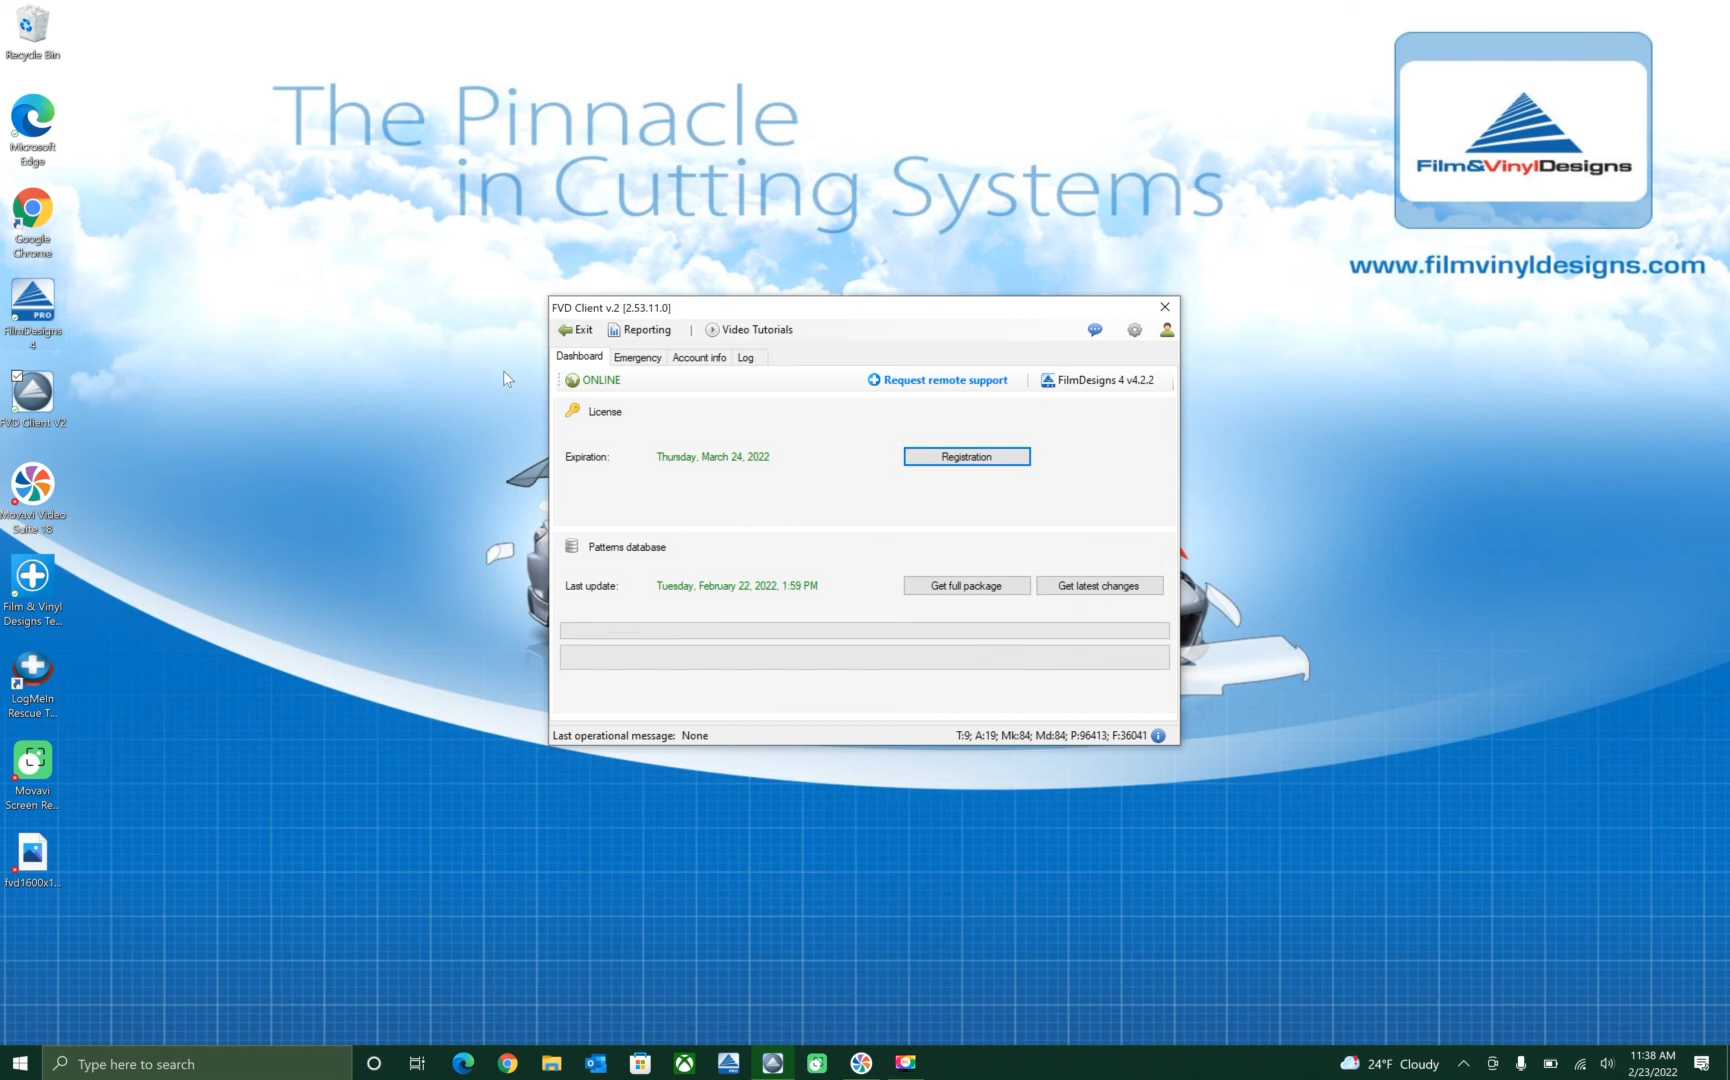 Recycle Bin
Microsoft
Edge
Google
Chrome
PRO
FilmDesigns
4
FVD Client V2
Movavi Video
Suite 18
Film & Vinyl
Designs Te...
LogMeIn
Rescue T...
Movavi
Screen Re...
fvd1600x1...
The Pinnacle
in Cutting Systems
Film&VinylDesigns
www.filmvinyldesigns.com
FVD Client v.2 [2.53.11.0]
Exit Reporting | Video Tutorials
Dashboard Emergency Account info Log
ONLINE Request remote support FilmDesigns 4 v4.2.2
License
Expiration: Thursday, March 24, 2022 Registration
Patterns database
Last update: Tuesday, February 22, 2022, 1:59 PM Get full package Get latest changes
Last operational message: None T:9; A:19; Mk:84; Md:84; P:96413; F:36041
Type here to search
24°F Cloudy
11:38 AM
2/23/2022